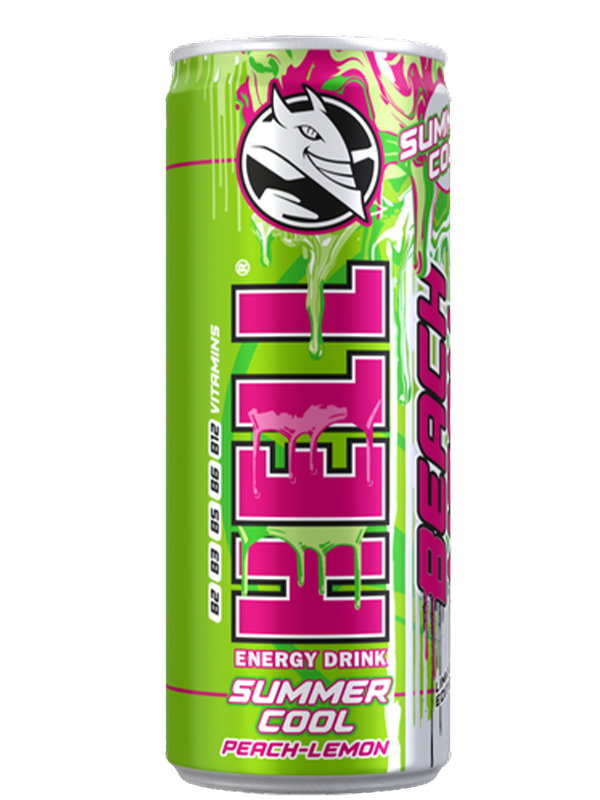 HELL
®
ENERGY DRINK
SUMMER
COOL
PEACH-LEMON
B2 B3 B5 B6 B12 VITAMINS
BEACH